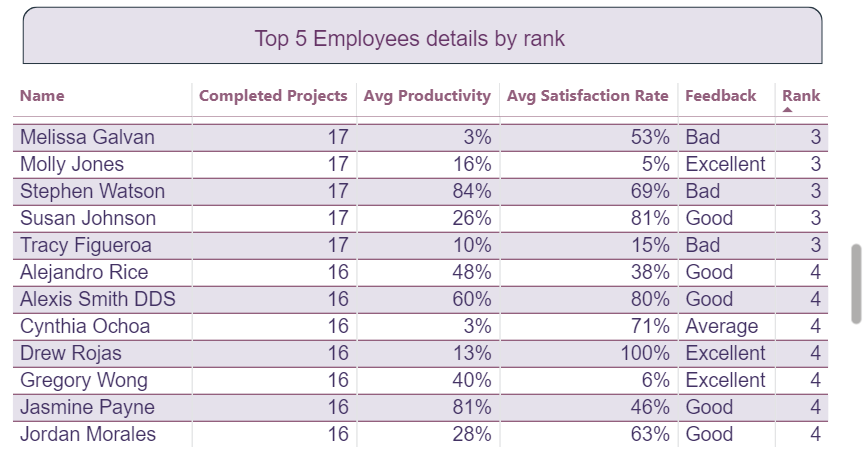 Top 5 Employees details by rank
Name Completed Projects Avg Productivity Avg Satisfaction Rate Feedback Rank
Melissa Galvan 17 3% 53% Bad 3
Molly Jones 17 16% 5% Excellent 3
Stephen Watson 17 84% 69% Bad 3
Susan Johnson 17 26% 81% Good 3
Tracy Figueroa 17 10% 15% Bad 3
Alejandro Rice 16 48% 38% Good 4
Alexis Smith DDS 16 60% 80% Good 4
Cynthia Ochoa 16 3% 71% Average 4
Drew Rojas 16 13% 100% Excellent 4
Gregory Wong 16 40% 6% Excellent 4
Jasmine Payne 16 81% 46% Good 4
Jordan Morales 16 28% 63% Good 4